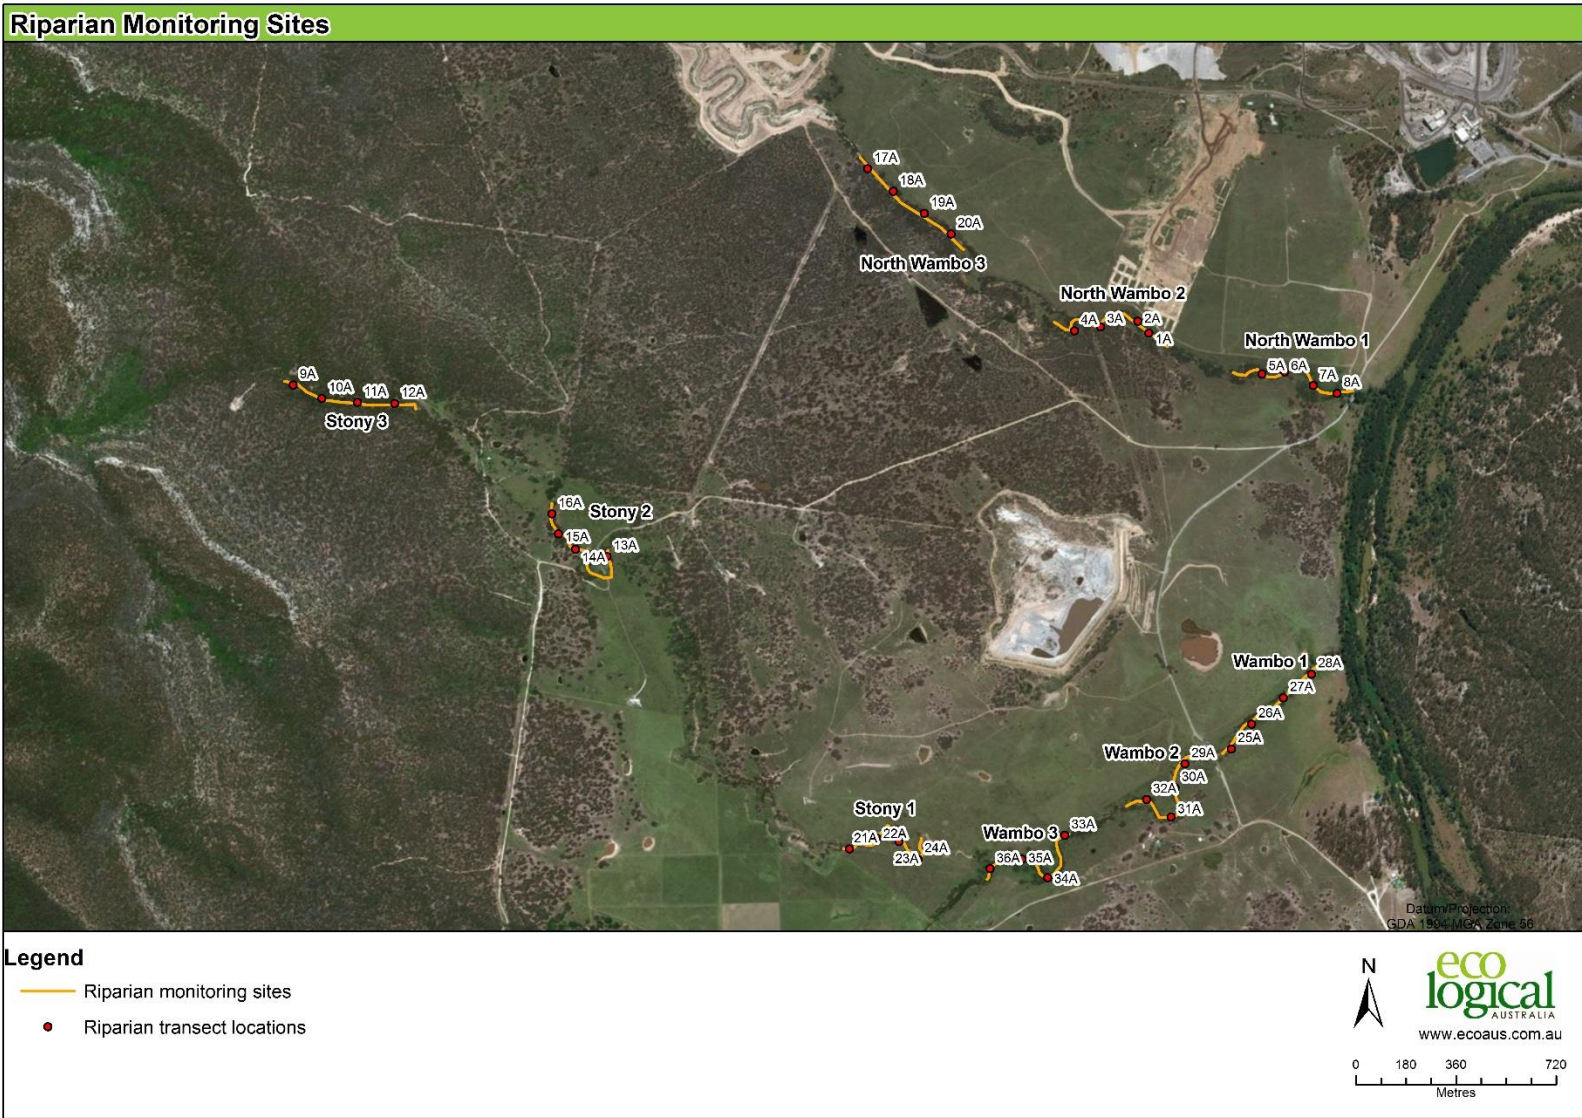 Riparian Monitoring Sites
17A
18A
19A
20A
North Wambo 3
North Wambo 2
4A
3A
2A
1A
North Wambo 1
5A
6A
7A
8A
9A
10A
11A
12A
Stony 3
16A
Stony 2
15A
13A
14A
Wambo 1
28A
27A
26A
25A
Wambo 2
29A
30A
32A
31A
Stony 1
21A
22A
23A
24A
Wambo 3
33A
36A
35A
34A
Datum/Projection:
GDA 1994 MGA Zone 56
Legend
Riparian monitoring sites
Riparian transect locations
N
eco
logical
AUSTRALIA
www.ecoaus.com.au
0 180 360 720
Metres